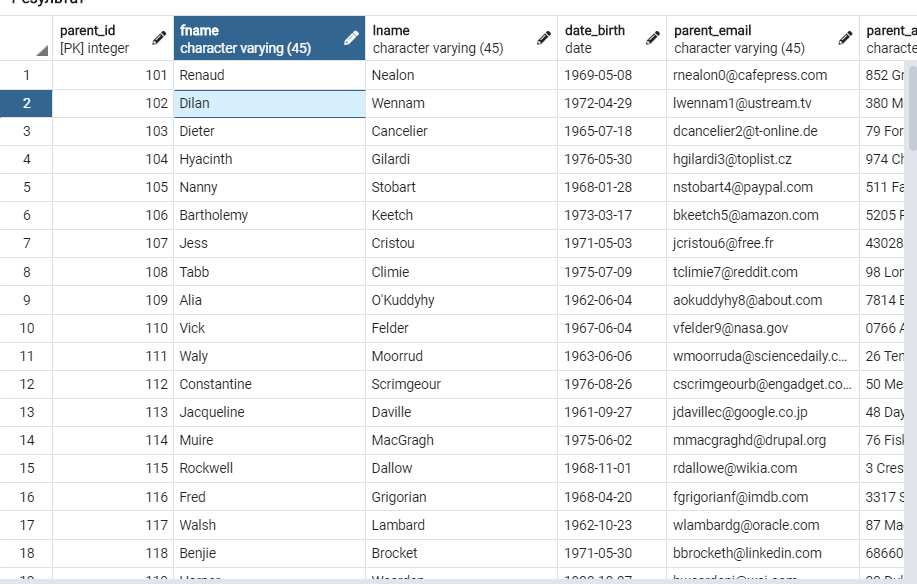 Результат
parent_id fname lname date_birth parent_email
[PK] integer character varying (45) character varying (45) date character varying (45)
1 101 Renaud Nealon 1969-05-08 rnealon0@cafepress.com 852 Gr
2 102 Dilan Wennam 1972-04-29 lwennam1@ustream.tv 380 M
3 103 Dieter Cancelier 1965-07-18 dcancelier2@t-online.de 79 For
4 104 Hyacinth Gilardi 1976-05-30 hgilardi3@toplist.cz 974 Ch
5 105 Nanny Stobart 1968-01-28 nstobart4@paypal.com 511 Fa
6 106 Bartholemy Keetch 1973-03-17 bkeetch5@amazon.com 5205
7 107 Jess Cristou 1971-05-03 jcristou6@free.fr 43028
8 108 Tabb Climie 1975-07-09 tclimie7@reddit.com 98 Lor
9 109 Alia O'Kuddyhy 1962-06-04 aokuddyhy8@about.com 7814
10 110 Vick Felder 1967-06-04 vfelder9@nasa.gov 0766
11 111 Waly Moorrud 1963-06-06 wmoorruda@sciencedaily.c... 26 Ten
12 112 Constantine Scrimgeour 1976-08-26 cscrimgeourb@engadget.co... 50 Me
13 113 Jacqueline Daville 1961-09-27 jdavillec@google.co.jp 48 Day
14 114 Muire MacGragh 1975-06-02 mmacgraghd@drupal.org 76 Fis
15 115 Rockwell Dallow 1968-11-01 rdallowe@wikia.com 3 Cres
16 116 Fred Grigorian 1968-04-20 fgrigorianf@imdb.com 3317 S
17 117 Walsh Lambard 1962-10-23 wlambardg@oracle.com 87 Ma
18 118 Benjie Brocket 1971-05-30 bbrocketh@linkedin.com 68660